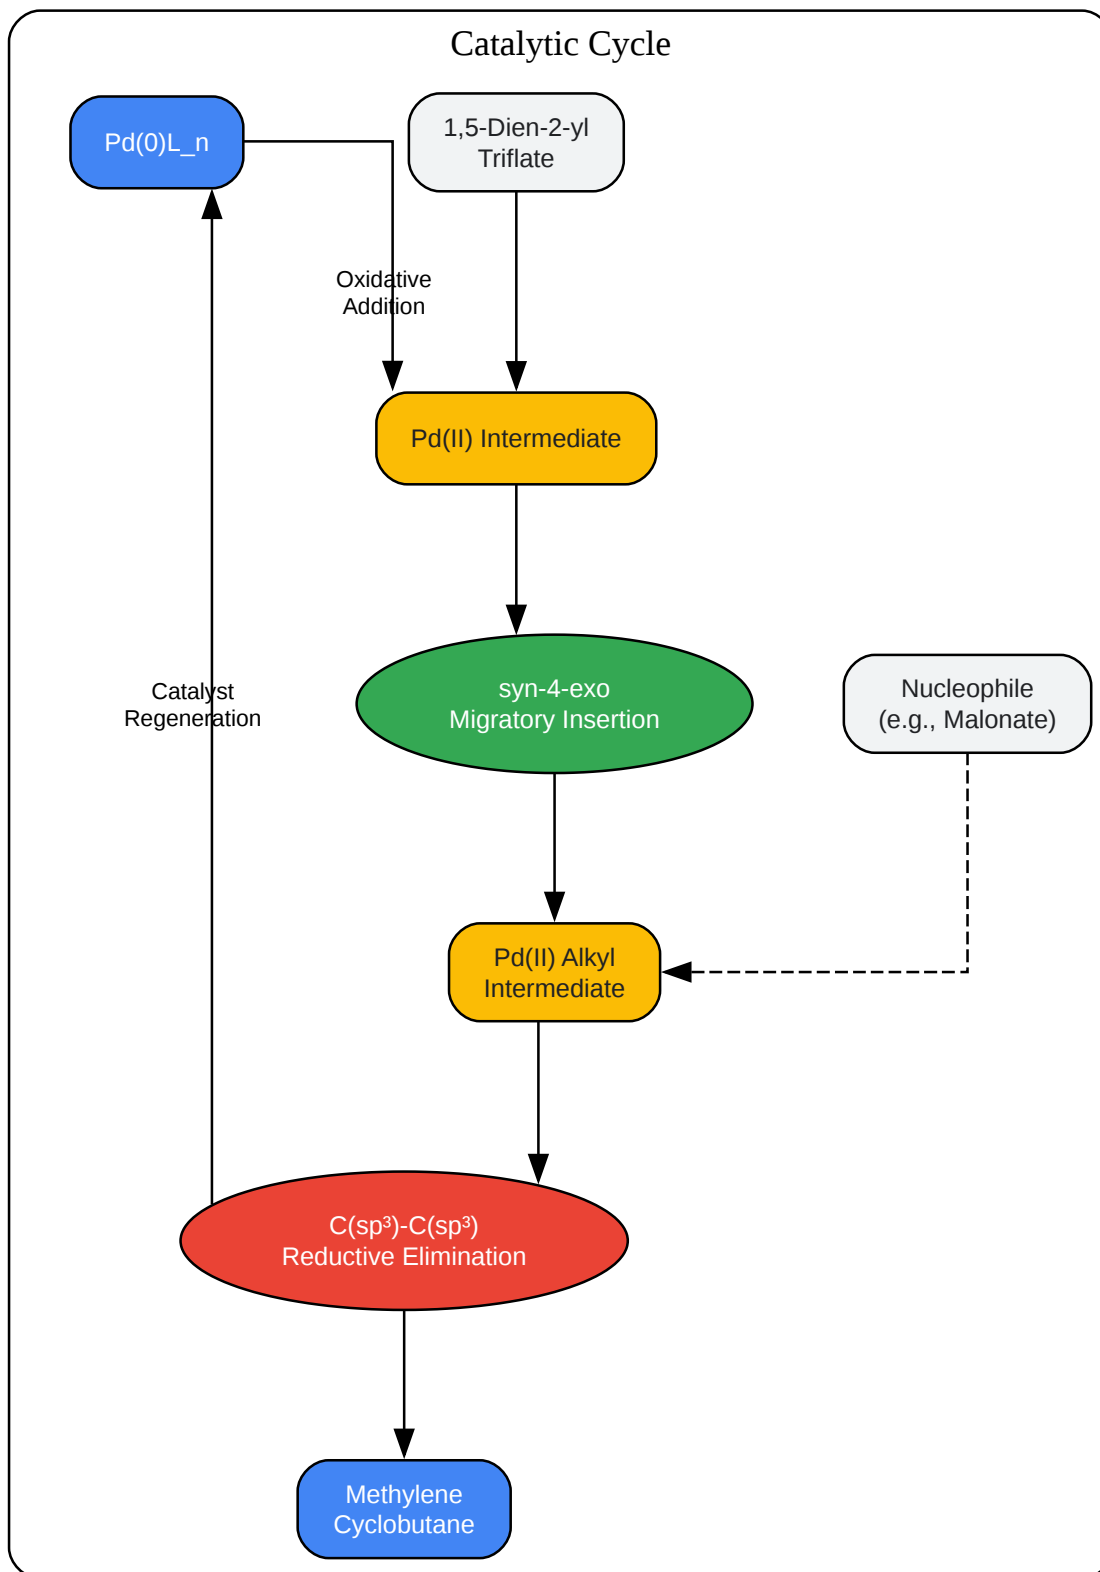 Catalytic Cycle
Pd(0)L_n
1,5-Dien-2-yl
Triflate
Oxidative
Addition
Pd(II) Intermediate
syn-4-exo
Migratory Insertion
Nucleophile
(e.g., Malonate)
Catalyst
Regeneration
Pd(II) Alkyl
Intermediate
C(sp³)-C(sp³)
Reductive Elimination
Methylene
Cyclobutane